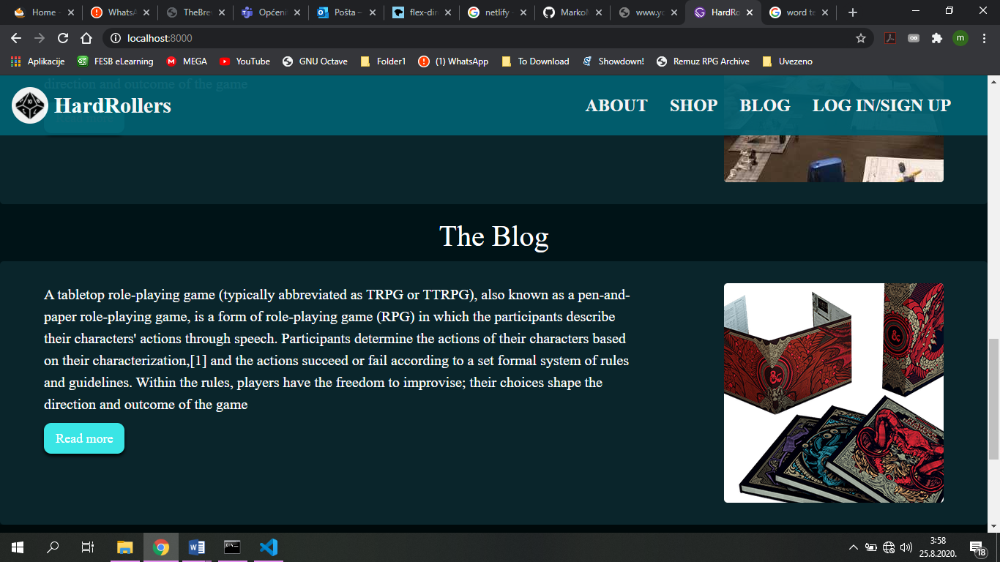 Home -
WhatsA
TheBre
Općeni
Pošta –
flex-dir
netlify -
MarkoM
www.yo
HardRo
word te
localhost:8000
m
Aplikacije
FESB eLearning
MEGA
YouTube
GNU Octave
Folder1
(1) WhatsApp
To Download
Showdown!
Remuz RPG Archive
Uvezeno
direction and outcome of the game
HardRollers
ABOUT
SHOP
BLOG
LOG IN/SIGN UP
The Blog
A tabletop role-playing game (typically abbreviated as TRPG or TTRPG), also known as a pen-and-
paper role-playing game, is a form of role-playing game (RPG) in which the participants describe
their characters' actions through speech. Participants determine the actions of their characters based
on their characterization,[1] and the actions succeed or fail according to a set formal system of rules
and guidelines. Within the rules, players have the freedom to improvise; their choices shape the
direction and outcome of the game
Read more
3:58
25.8.2020.
18